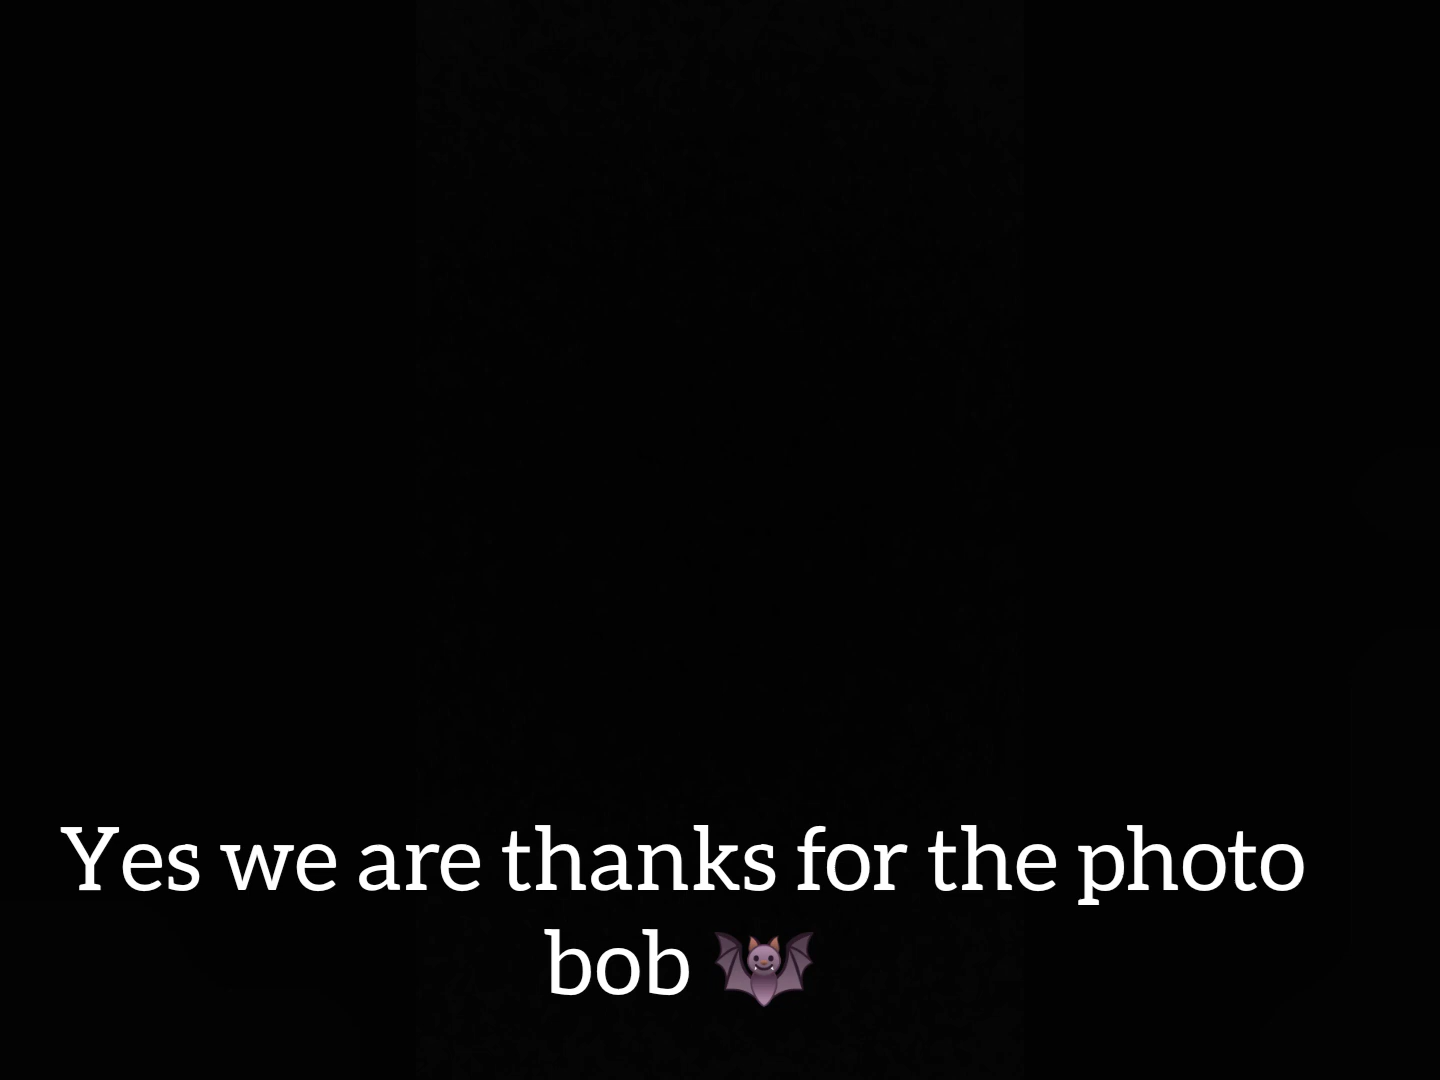 Yes we are thanks for the photo
bob 🦇